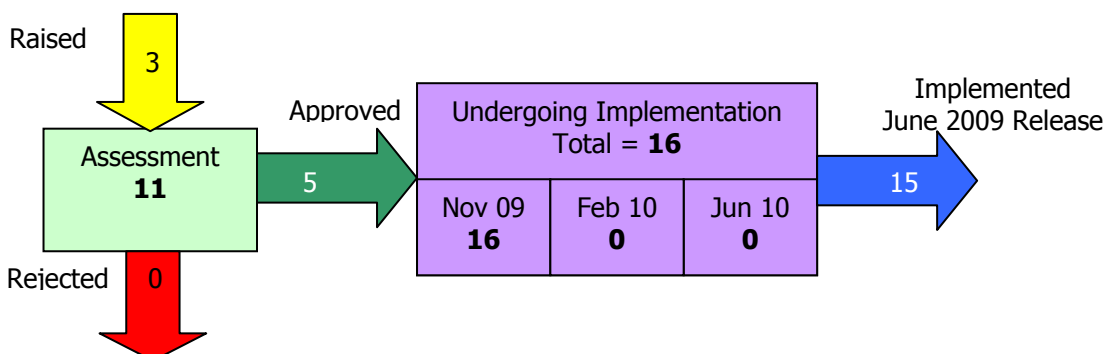 Raised
3
Assessment
11
Rejected
0
Approved
5
Undergoing Implementation
Total = 16
Nov 09
16
Feb 10
0
Jun 10
0
Implemented
June 2009 Release
15